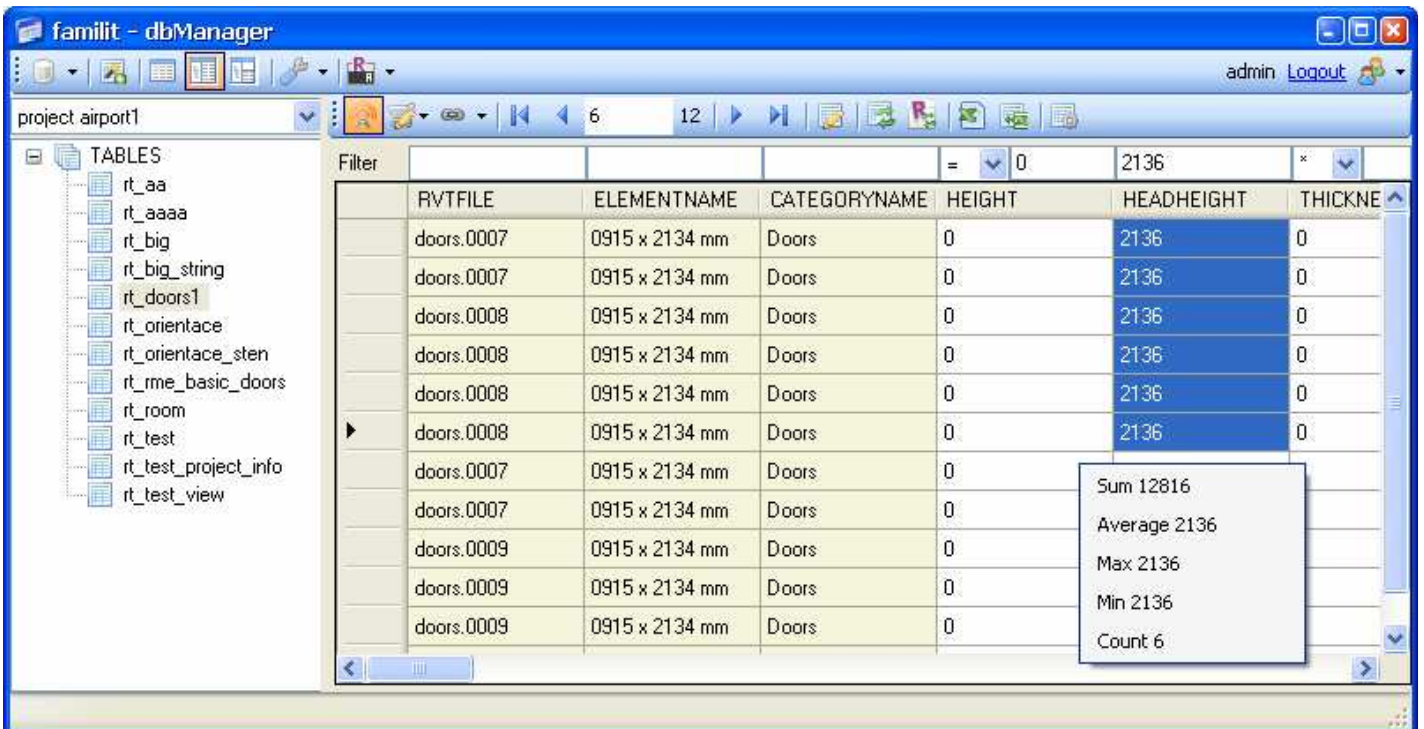 familit - dbManager
admin Logout
project airport1 6 12
TABLES
rt_aa
rt_aaaa
rt_big
rt_big_string
rt_doors1
rt_orientace
rt_orientace_sten
rt_rme_basic_doors
rt_room
rt_test
rt_test_project_info
rt_test_view
Filter = 0 2136 *
RVTFILE ELEMENTNAME CATEGORYNAME HEIGHT HEADHEIGHT THICKNE
doors.0007 0915 x 2134 mm Doors 0 2136 0
doors.0007 0915 x 2134 mm Doors 0 2136 0
doors.0008 0915 x 2134 mm Doors 0 2136 0
doors.0008 0915 x 2134 mm Doors 0 2136 0
doors.0008 0915 x 2134 mm Doors 0 2136 0
doors.0008 0915 x 2134 mm Doors 0 2136 0
doors.0007 0915 x 2134 mm Doors 0
doors.0007 0915 x 2134 mm Doors 0
doors.0009 0915 x 2134 mm Doors 0
doors.0009 0915 x 2134 mm Doors 0
doors.0009 0915 x 2134 mm Doors 0
Sum 12816
Average 2136
Max 2136
Min 2136
Count 6